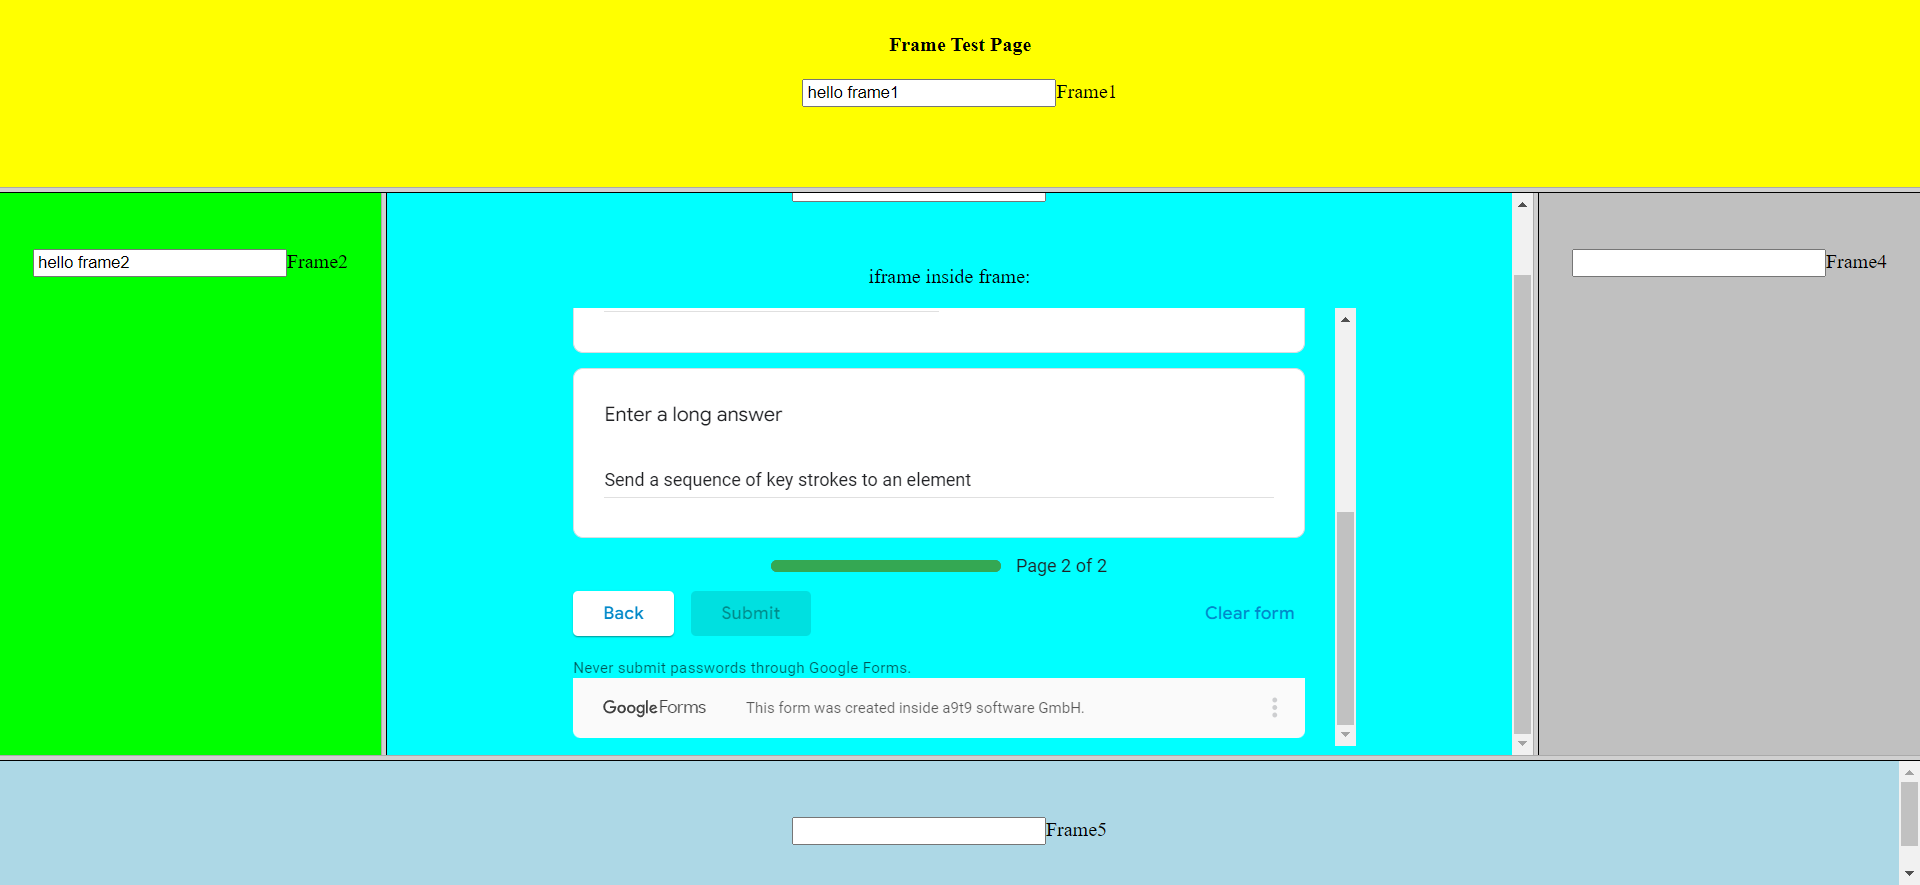 Frame Test Page
hello frame1 Frame1
hello frame2 Frame2
iframe inside frame:
Enter a long answer
Send a sequence of key strokes to an element
Page 2 of 2
Back Submit Clear form
Never submit passwords through Google Forms.
Google Forms This form was created inside a9t9 software GmbH.
Frame4
Frame5